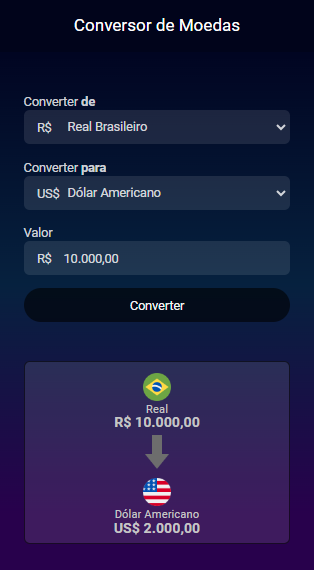 Conversor de Moedas
Converter de
R$ Real Brasileiro
Converter para
US$ Dólar Americano
Valor
R$ 10.000,00
Converter
Real
R$ 10.000,00
Dólar Americano
US$ 2.000,00